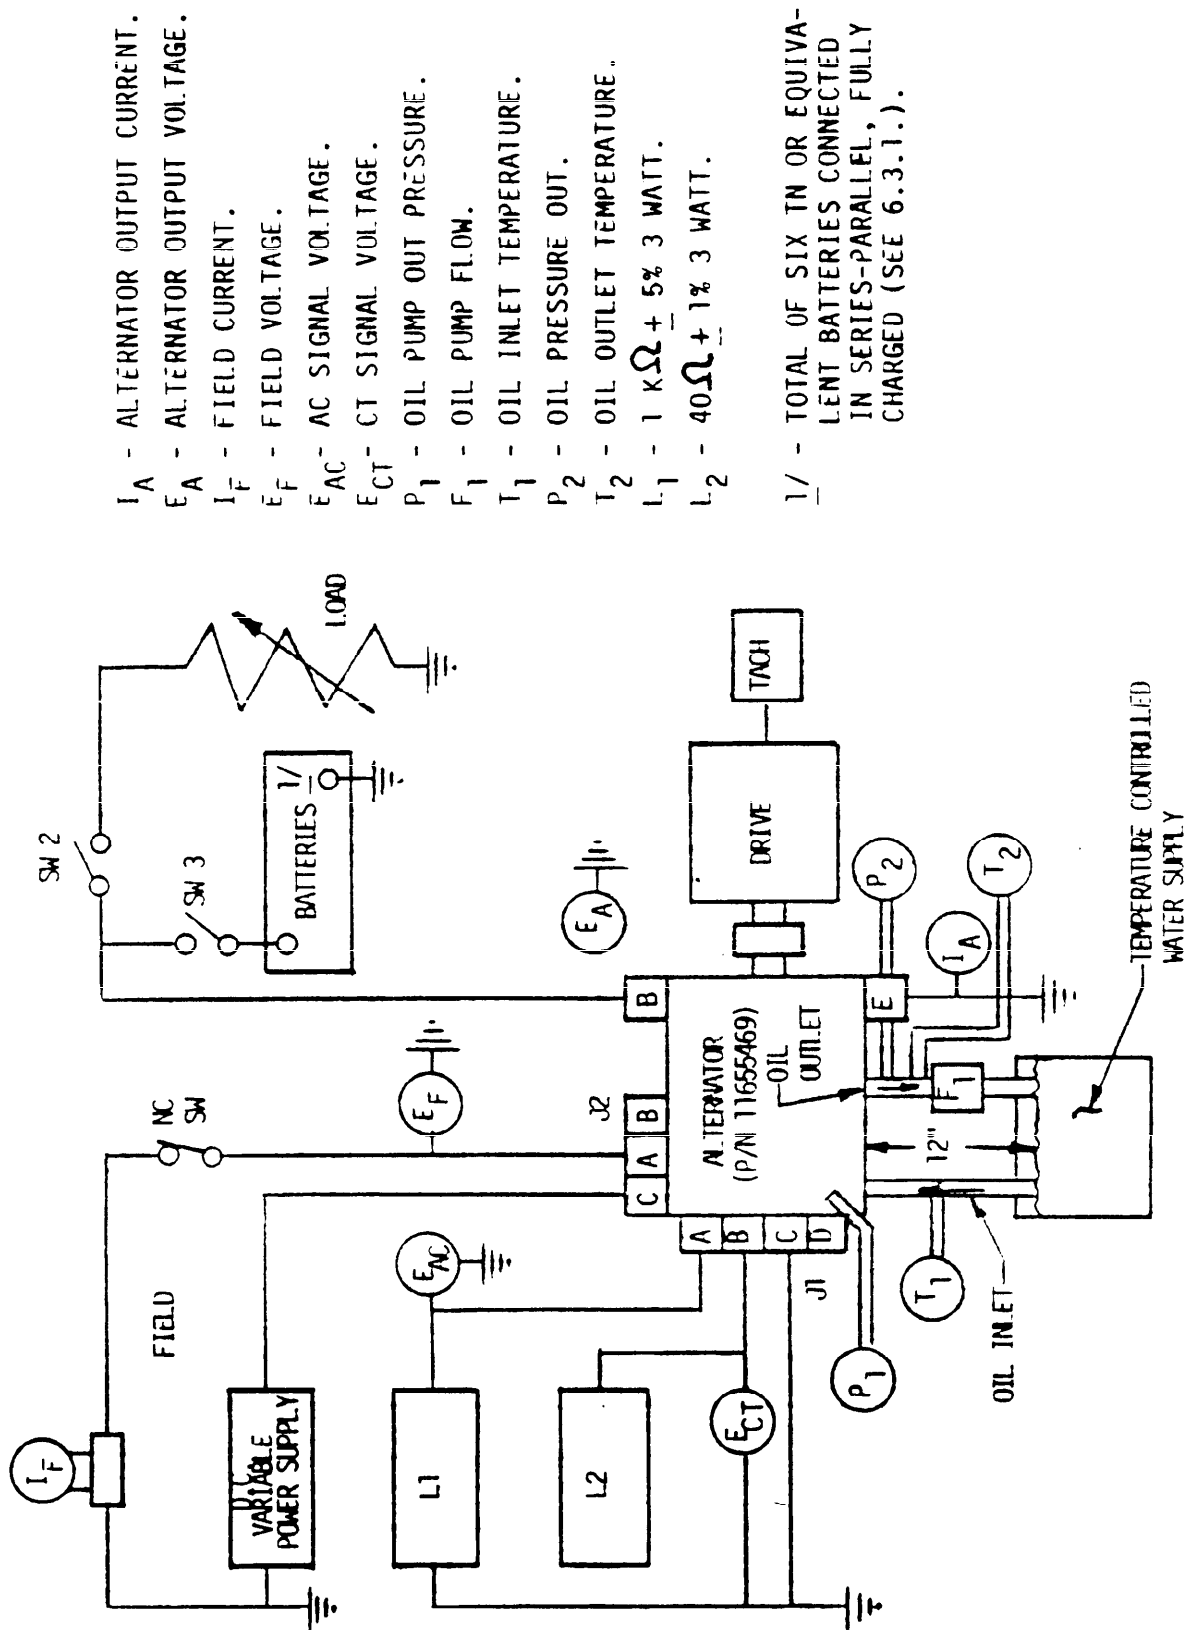 I_F
FIELD
D.C.
VARIABLE
POWER SUPPLY
NC
SW
SW 2
SW 3
BATTERIES 1/
LOAD
L1
E_AC
E_F
L2
E_CT
J2
C A B
B
E_A
J1
A
B
C
D
ALTERNATOR
(P/N 11655469)
OIL
OUTLET
DRIVE
TACH
E
P_1
T_1
OIL INLET
12"
F_1
P_2
I_A
T_2
TEMPERATURE CONTROLLED
WATER SUPPLY
I_A - ALTERNATOR OUTPUT CURRENT.
E_A - ALTERNATOR OUTPUT VOLTAGE.
I_F - FIELD CURRENT.
E_F - FIELD VOLTAGE.
E_AC - AC SIGNAL VOLTAGE.
E_CT - CT SIGNAL VOLTAGE.
P_1 - OIL PUMP OUT PRESSURE.
F_1 - OIL PUMP FLOW.
T_1 - OIL INLET TEMPERATURE.
P_2 - OIL PRESSURE OUT.
T_2 - OIL OUTLET TEMPERATURE.
L_1 - 1 KΩ ± 5% 3 WATT.
L_2 - 40Ω ± 1% 3 WATT.
1/ - TOTAL OF SIX TN OR EQUIVA-
LENT BATTERIES CONNECTED
IN SERIES-PARALLEL, FULLY
CHARGED (SEE 6.3.1.).